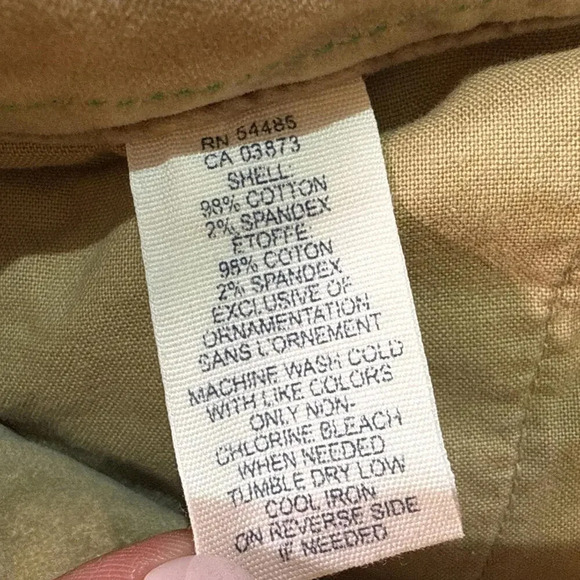 RN 54485
CA 03873
SHELL:
98% COTTON
2% SPANDEX
ETOFFE:
98% COTON
2% SPANDEX
EXCLUSIVE OF
ORNAMENTATION
SANS L'ORNEMENT
MACHINE WASH COLD
WITH LIKE COLORS
ONLY NON-
CHLORINE BLEACH
WHEN NEEDED
TUMBLE DRY LOW
COOL IRON
ON REVERSE SIDE
IF NEEDED